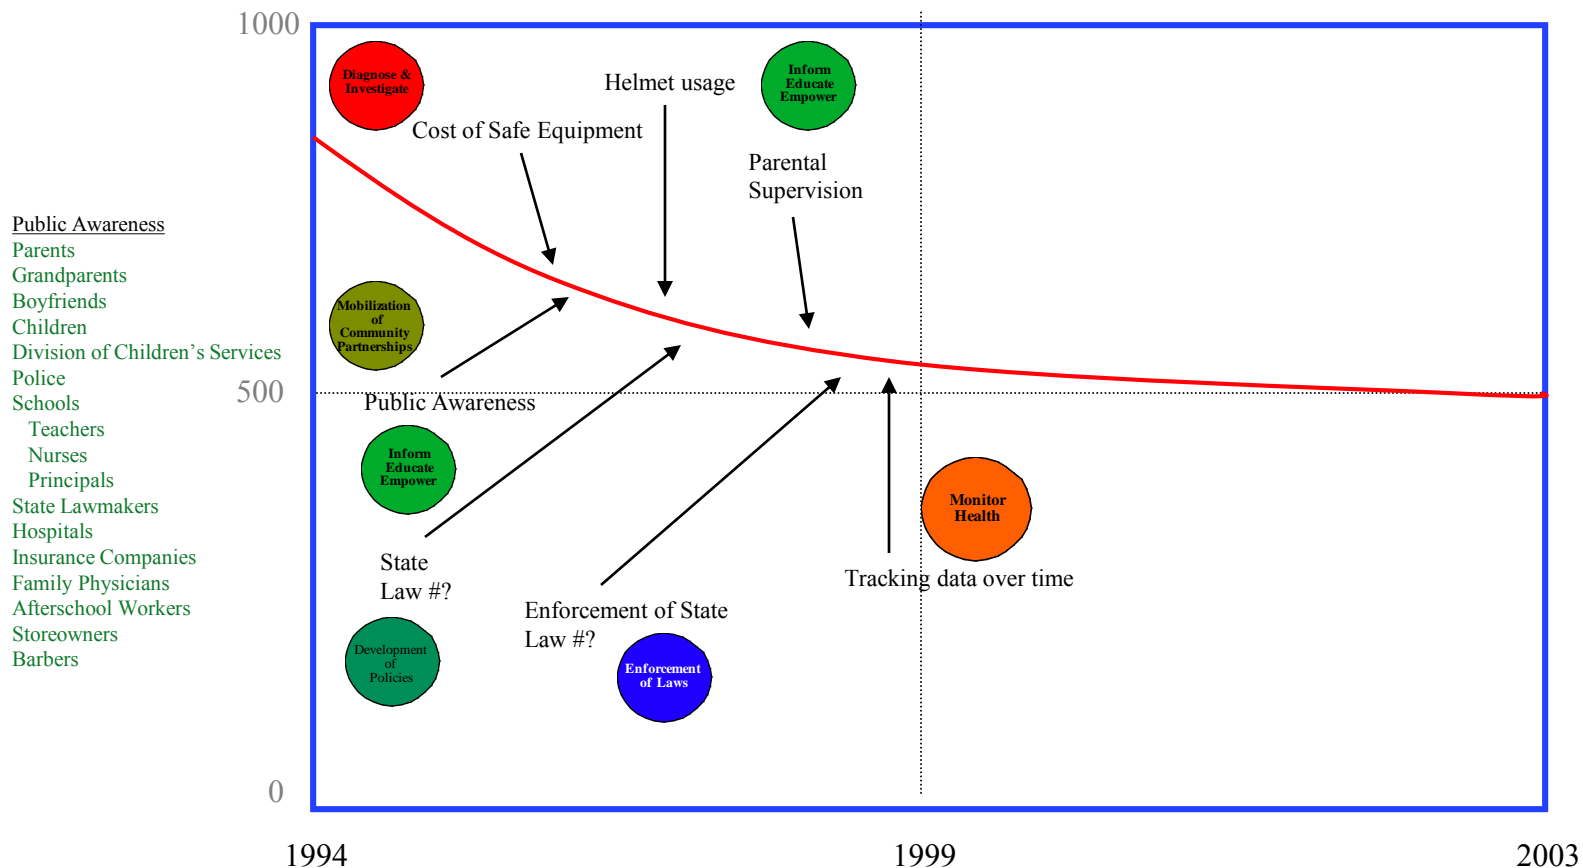 1000
Diagnose &
Investigate
Helmet usage
Inform
Educate
Empower
Cost of Safe Equipment
Parental
Supervision
Public Awareness
Parents
Grandparents
Boyfriends
Children
Division of Children's Services
Police
Schools
Teachers
Nurses
Principals
State Lawmakers
Hospitals
Insurance Companies
Family Physicians
Afterschool Workers
Storeowners
Barbers
Mobilization
of
Community
Partnerships
500
Public Awareness
Inform
Educate
Empower
Monitor
Health
State
Law #?
Tracking data over time
Enforcement of State
Law #?
Development
of
Policies
Enforcement
of Laws
0
1994
1999
2003